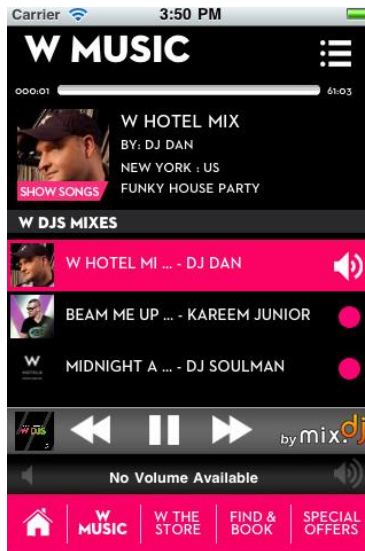 Carrier 3:50 PM
W MUSIC
000:01 61:03
W HOTEL MIX
BY: DJ DAN
NEW YORK : US
FUNKY HOUSE PARTY
SHOW SONGS
W DJS MIXES
W HOTEL MI ... - DJ DAN
BEAM ME UP ... - KAREEM JUNIOR
W
HOTELS
MIDNIGHT A ... - DJ SOULMAN
W DJS
by mix.dj
No Volume Available
W
MUSIC
W THE
STORE
FIND &
BOOK
SPECIAL
OFFERS